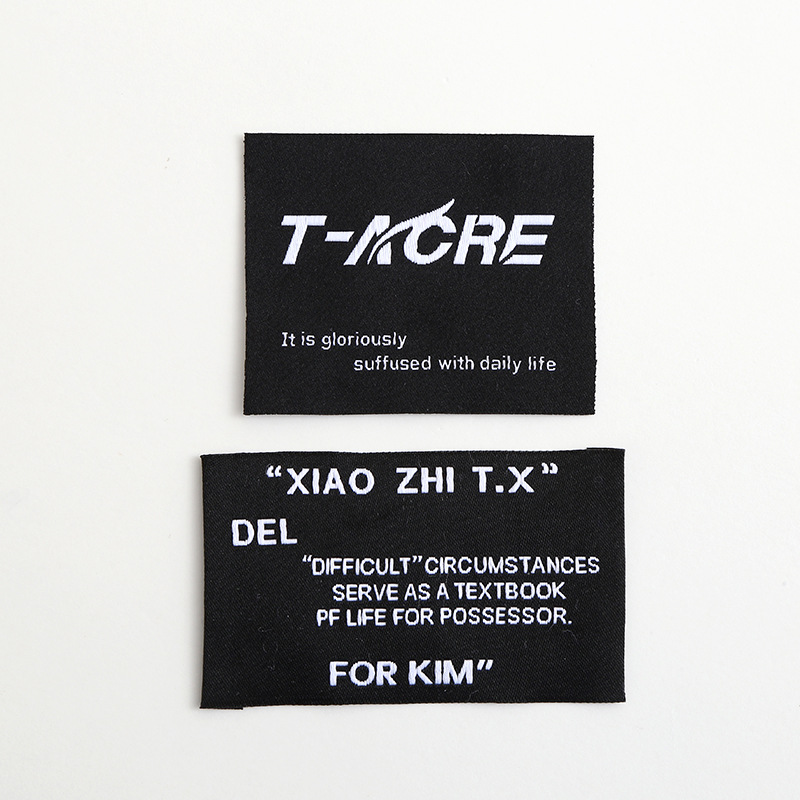 T-ACRE
It is gloriously
suffused with daily life
“XIAO ZHI T.X”
DEL
“DIFFICULT”CIRCUMSTANCES
SERVE AS A TEXTBOOK
PF LIFE FOR POSSESSOR.
FOR KIM”